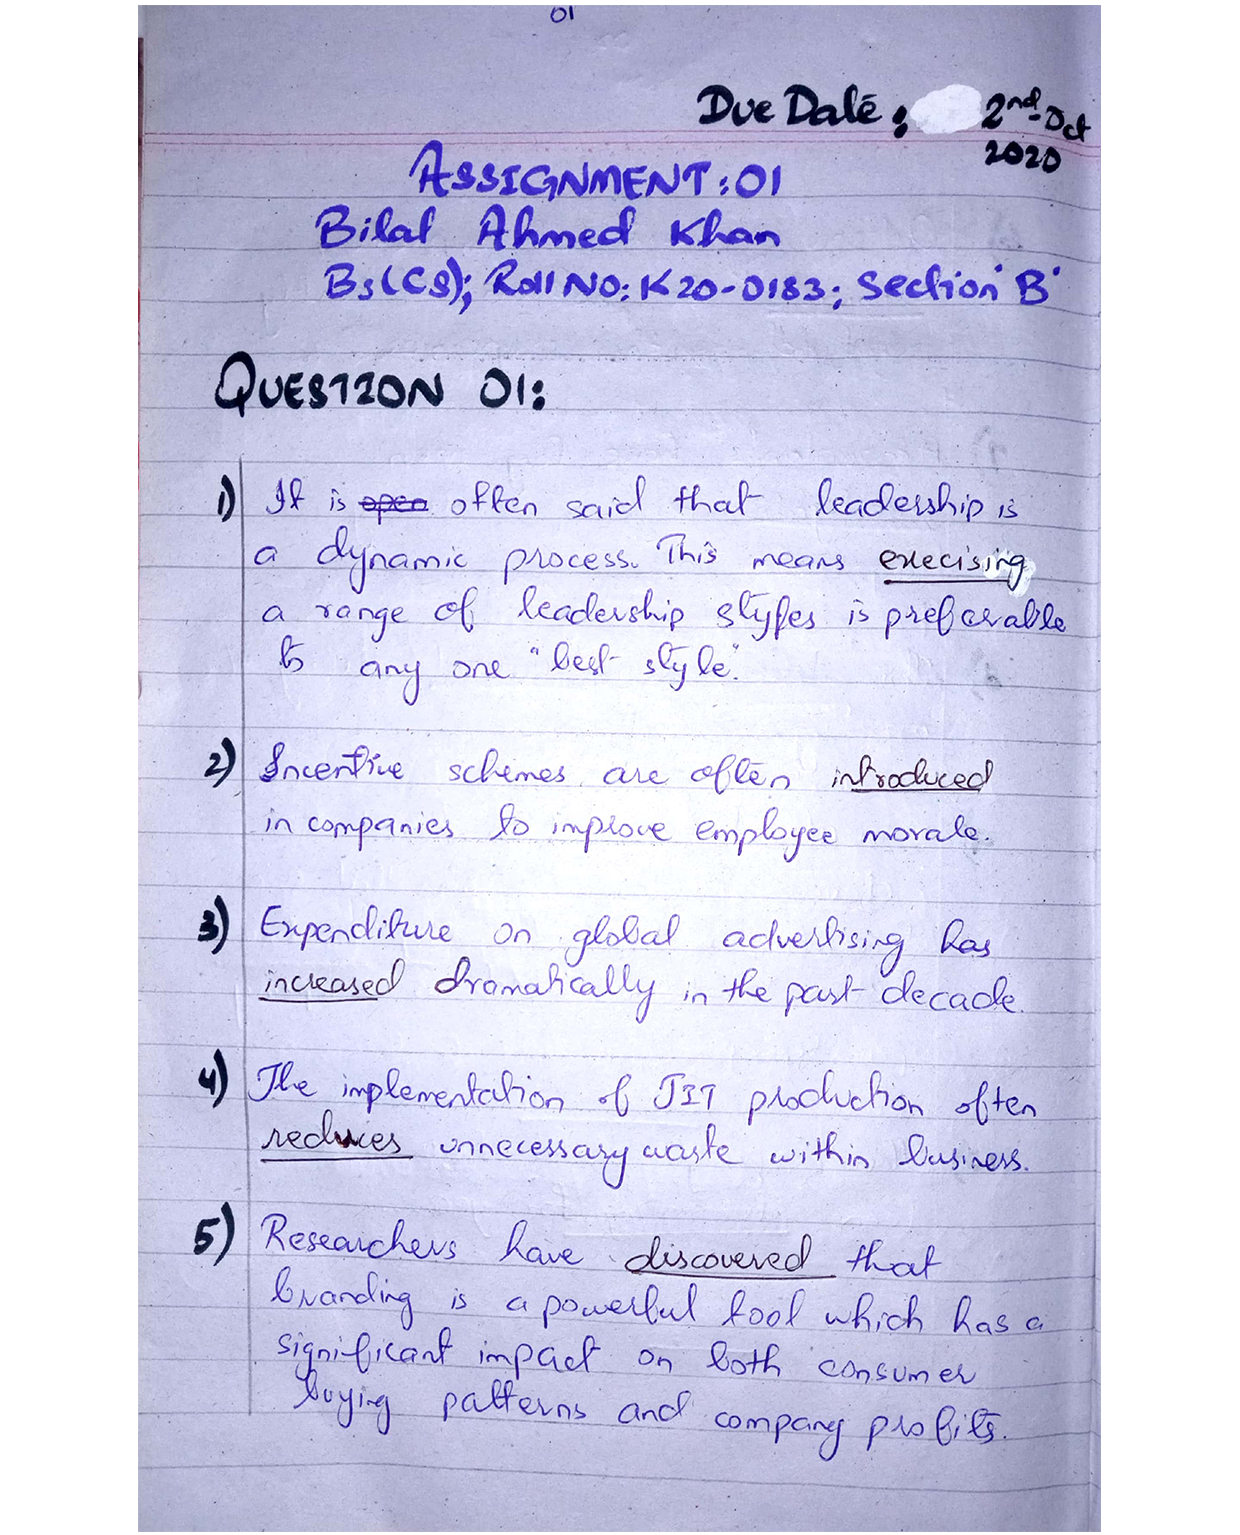 01
Due Date: 2nd-Oct
2020
ASSIGNMENT:01
Bilal Ahmed Khan
Bs(CS); Roll NO: K20-0183; Section 'B'
QUESTION 01:
1) It is open often said that leadership is
a dynamic process. This means execising
a range of leadership styles is preferable
to any one "best style".
2) Incentive schemes are often introduced
in companies to improve employee morale.
3) Expenditure on global advertising has
increased dramatically in the past decade.
4) The implementation of JIT production often
reduces unnecessary waste within business.
5) Researchers have discovered that
branding is a powerful tool which has a
significant impact on both consumer
buying patterns and company profits.